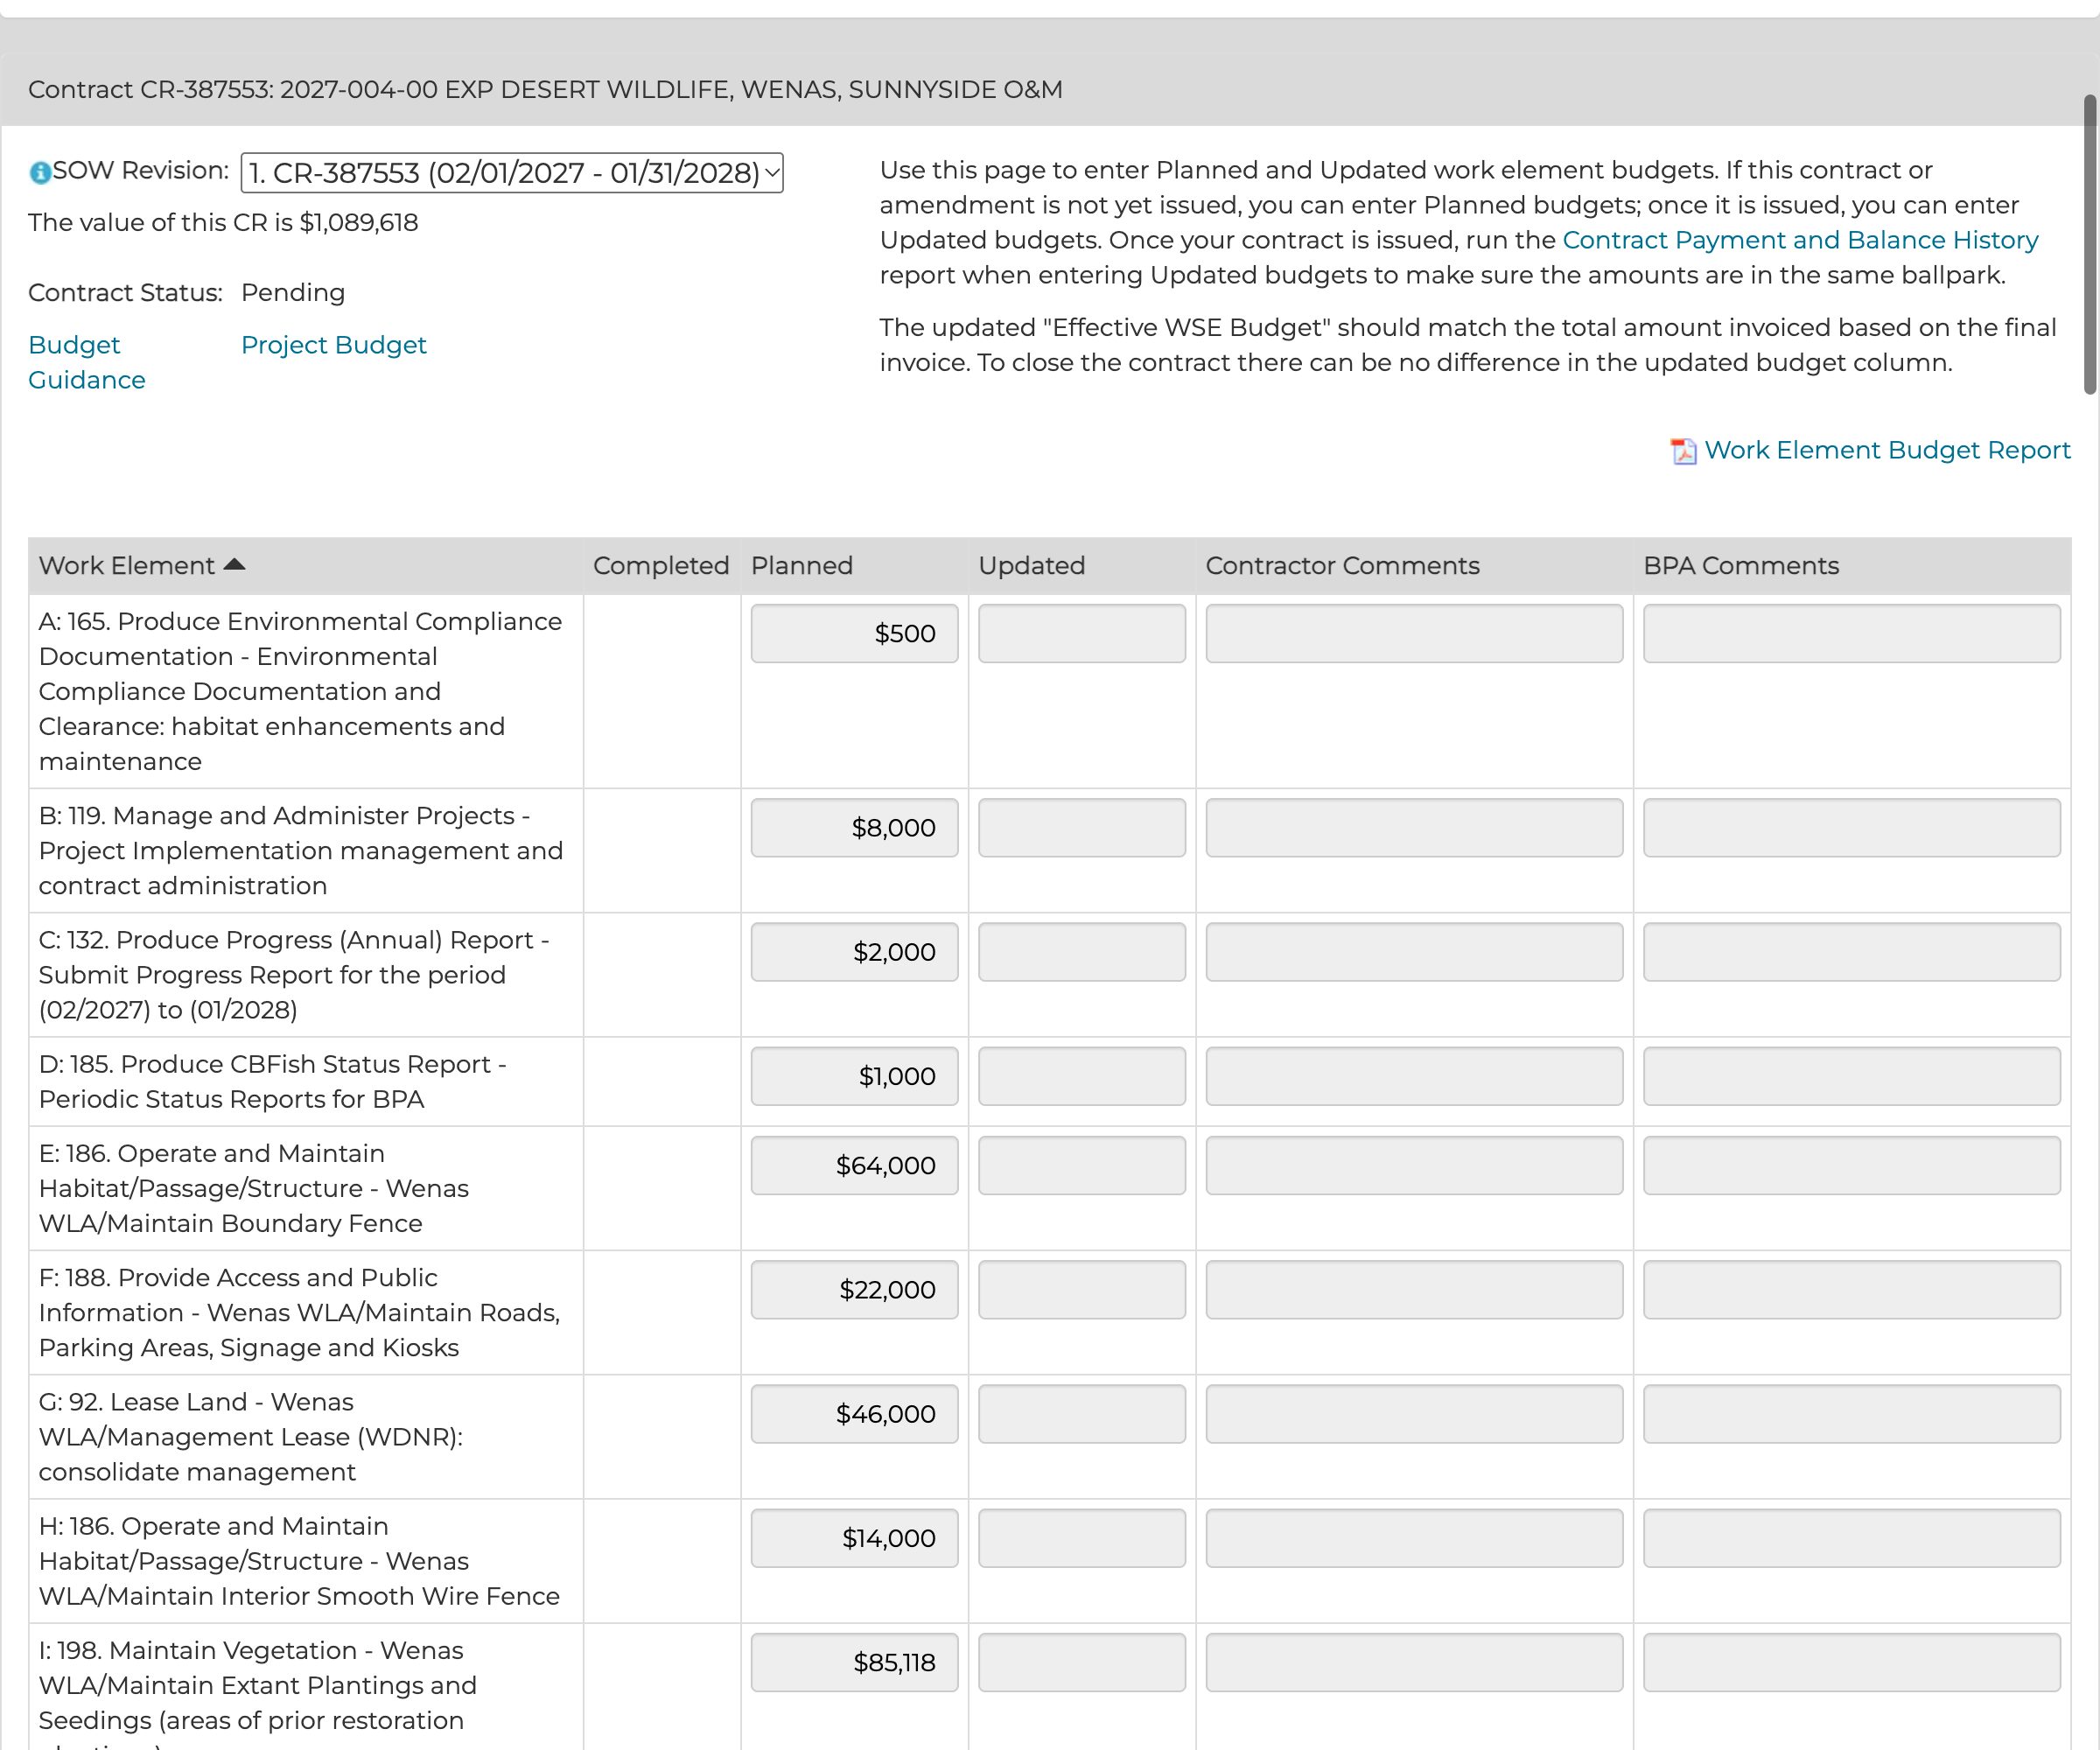 Contract CR-387553: 2027-004-00 EXP DESERT WILDLIFE, WENAS, SUNNYSIDE O&M
SOW Revision: 1. CR-387553 (02/01/2027 - 01/31/2028)
The value of this CR is $1,089,618
Contract Status: Pending
Budget Guidance
Project Budget
Use this page to enter Planned and Updated work element budgets. If this contract or
amendment is not yet issued, you can enter Planned budgets; once it is issued, you can enter
Updated budgets. Once your contract is issued, run the Contract Payment and Balance History
report when entering Updated budgets to make sure the amounts are in the same ballpark.
The updated "Effective WSE Budget" should match the total amount invoiced based on the final
invoice. To close the contract there can be no difference in the updated budget column.
Work Element Budget Report
Work Element Completed Planned Updated Contractor Comments BPA Comments
A: 165. Produce Environmental Compliance $500
Documentation - Environmental
Compliance Documentation and
Clearance: habitat enhancements and
maintenance
B: 119. Manage and Administer Projects - $8,000
Project Implementation management and
contract administration
C: 132. Produce Progress (Annual) Report - $2,000
Submit Progress Report for the period
(02/2027) to (01/2028)
D: 185. Produce CBFish Status Report - $1,000
Periodic Status Reports for BPA
E: 186. Operate and Maintain $64,000
Habitat/Passage/Structure - Wenas
WLA/Maintain Boundary Fence
F: 188. Provide Access and Public $22,000
Information - Wenas WLA/Maintain Roads,
Parking Areas, Signage and Kiosks
G: 92. Lease Land - Wenas $46,000
WLA/Management Lease (WDNR):
consolidate management
H: 186. Operate and Maintain $14,000
Habitat/Passage/Structure - Wenas
WLA/Maintain Interior Smooth Wire Fence
I: 198. Maintain Vegetation - Wenas $85,118
WLA/Maintain Extant Plantings and
Seedings (areas of prior restoration